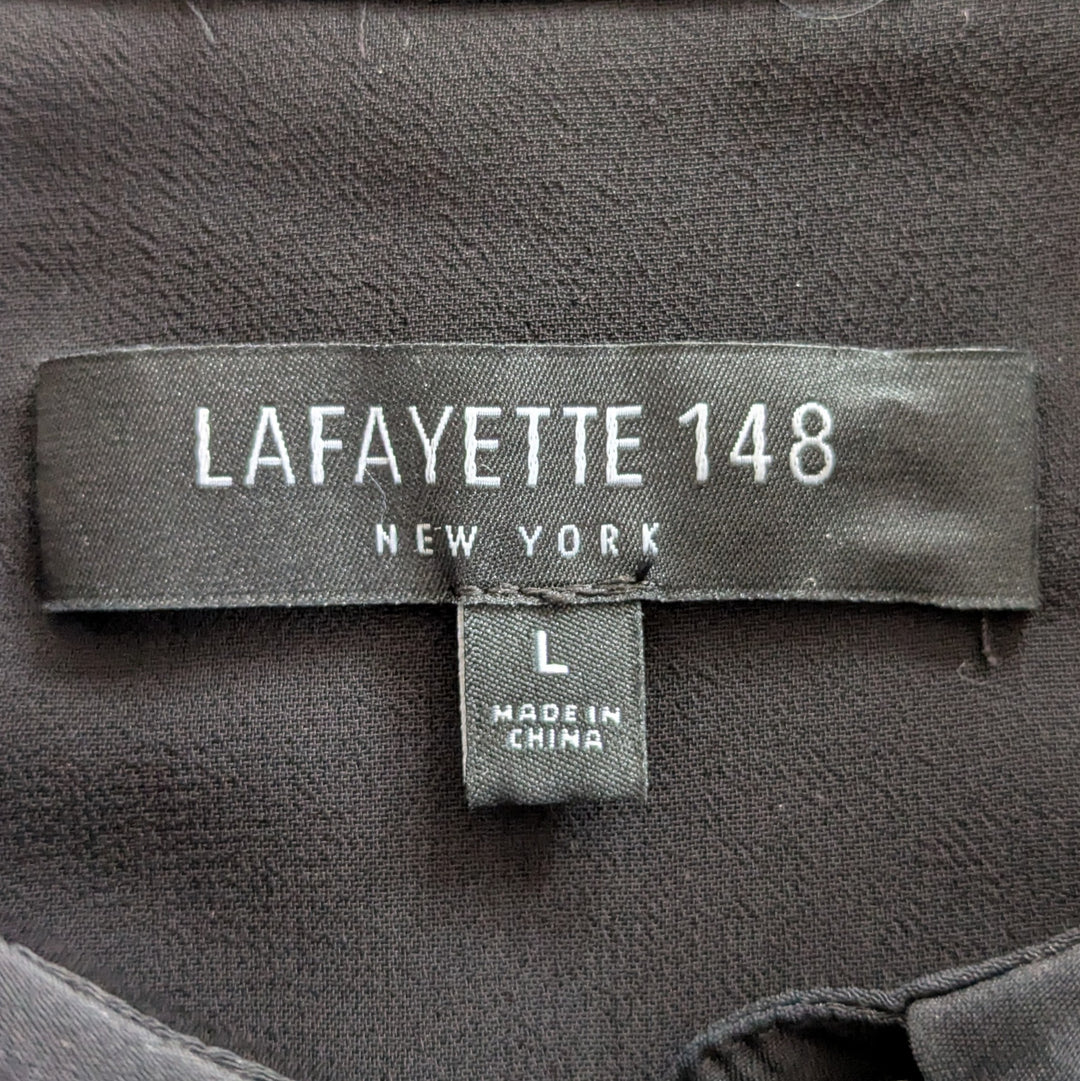 LAFAYETTE 148
NEW YORK
L
MADE IN
CHINA